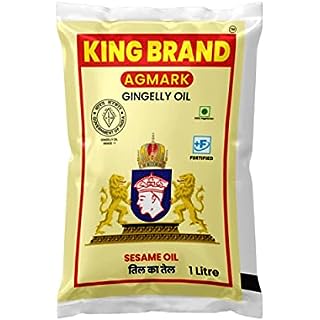 KING BRAND
AGMARK
GINGELLY OIL
FORTIFIED
SESAME OIL
तिल का तेल
1 Litre